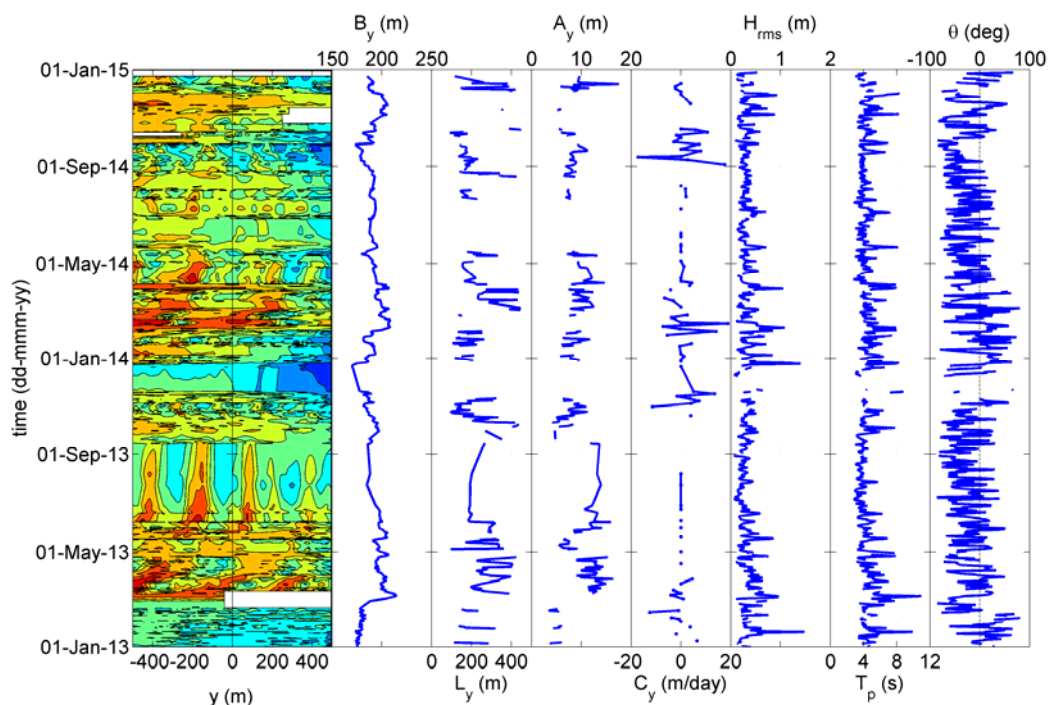 B_y (m) A_y (m) H_rms (m) θ (deg)
150 200 250 0 10 20 0 1 2 -100 0 100
01-Jan-15
01-Sep-14
01-May-14
01-Jan-14
01-Sep-13
01-May-13
01-Jan-13
time (dd-mmm-yy)
-400 -200 0 200 400 0 200 400 -20 0 20 0 4 8 12
y (m) L_y (m) C_y (m/day) T_p (s)